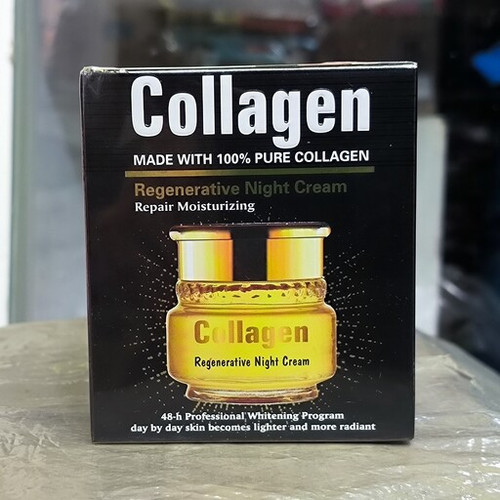 Collagen
MADE WITH 100% PURE COLLAGEN
Regenerative Night Cream
Repair Moisturizing
Collagen
Regenerative Night Cream
48-h Professional Whitening Program
day by day skin becomes lighter and more radiant